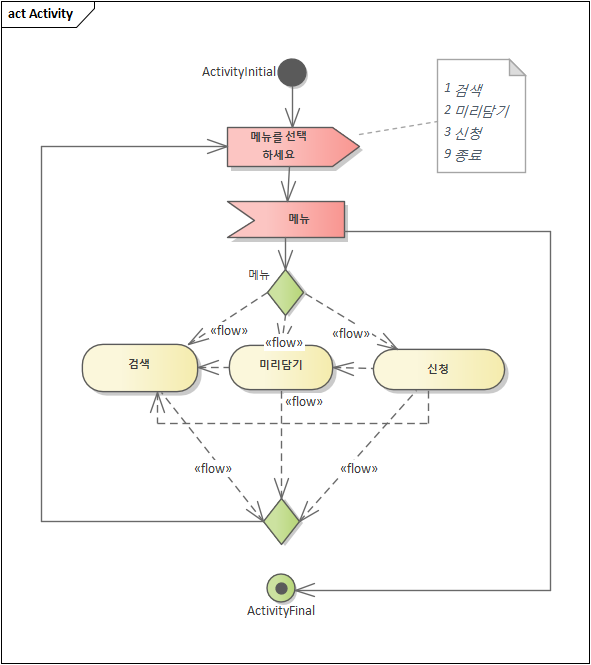 act Activity
ActivityInitial
1 검색
2 미리담기
3 신청
9 종료
메뉴를 선택
하세요
메뉴
메뉴
«flow»
«flow»
«flow»
검색
미리담기
신청
«flow»
«flow»
«flow»
ActivityFinal